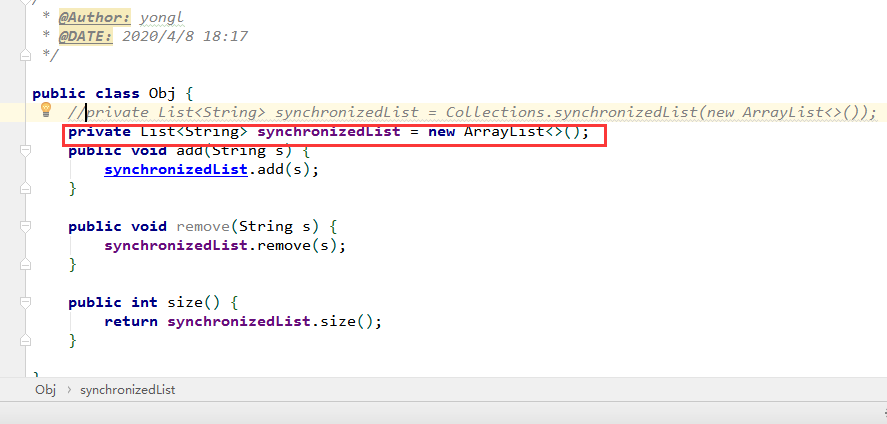 * @Author: yongl
* @DATE: 2020/4/8 18:17
*/
public class Obj {
//private List<String> synchronizedList = Collections.synchronizedList(new ArrayList<>());
private List<String> synchronizedList = new ArrayList<>();
public void add(String s) {
synchronizedList.add(s);
}
public void remove(String s) {
synchronizedList.remove(s);
}
public int size() {
return synchronizedList.size();
}
}
Obj › synchronizedList